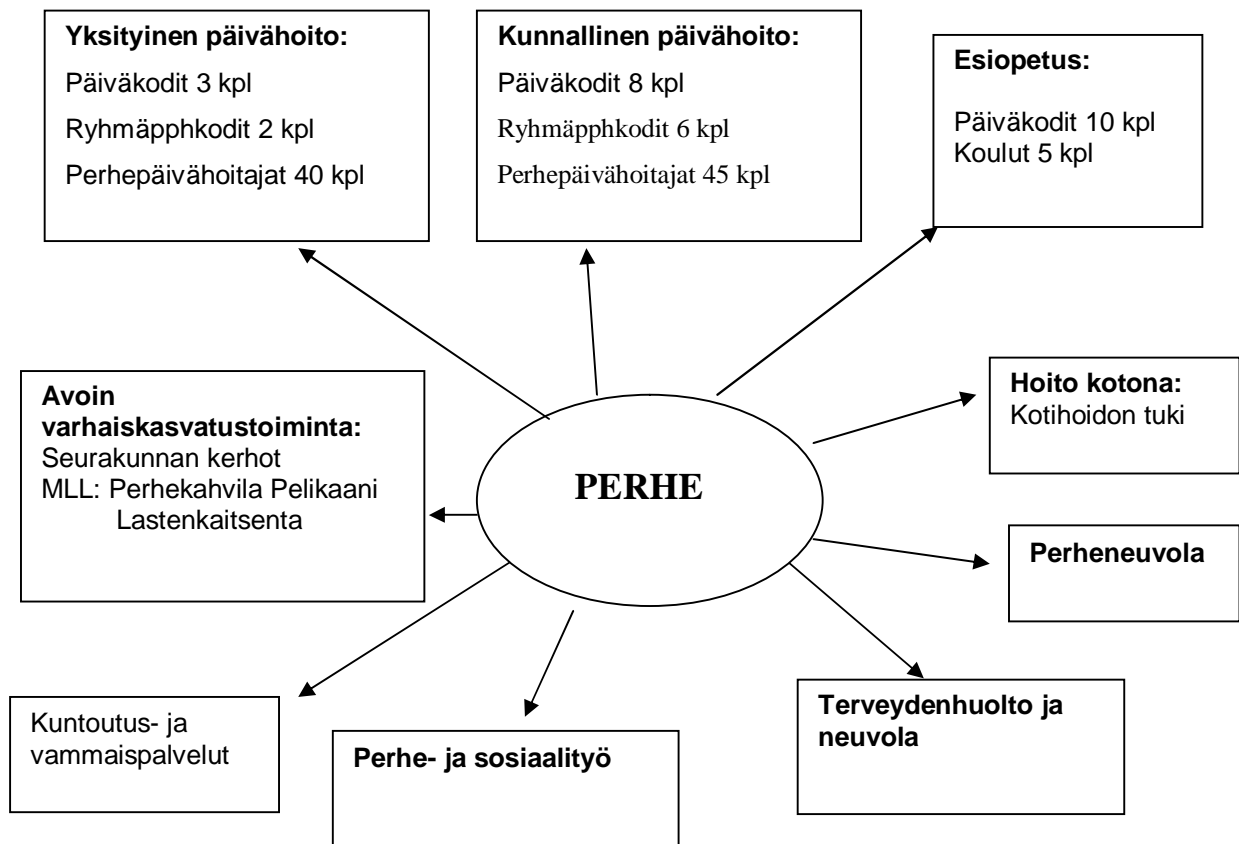 Yksityinen päivähoito:
Päiväkodit 3 kpl
Ryhmäpphkodit 2 kpl
Perhepäivähoitajat 40 kpl
Kunnallinen päivähoito:
Päiväkodit 8 kpl
Ryhmäpphkodit 6 kpl
Perhepäivähoitajat 45 kpl
Esiopetus:
Päiväkodit 10 kpl
Koulut 5 kpl
Avoin
varhaiskasvatustoiminta:
Seurakunnan kerhot
MLL: Perhekahvila Pelikaani
Lastenkaitsenta
PERHE
Hoito kotona:
Kotihoidon tuki
Perheneuvola
Kuntoutus- ja
vammaispalvelut
Perhe- ja sosiaalityö
Terveydenhuolto ja
neuvola